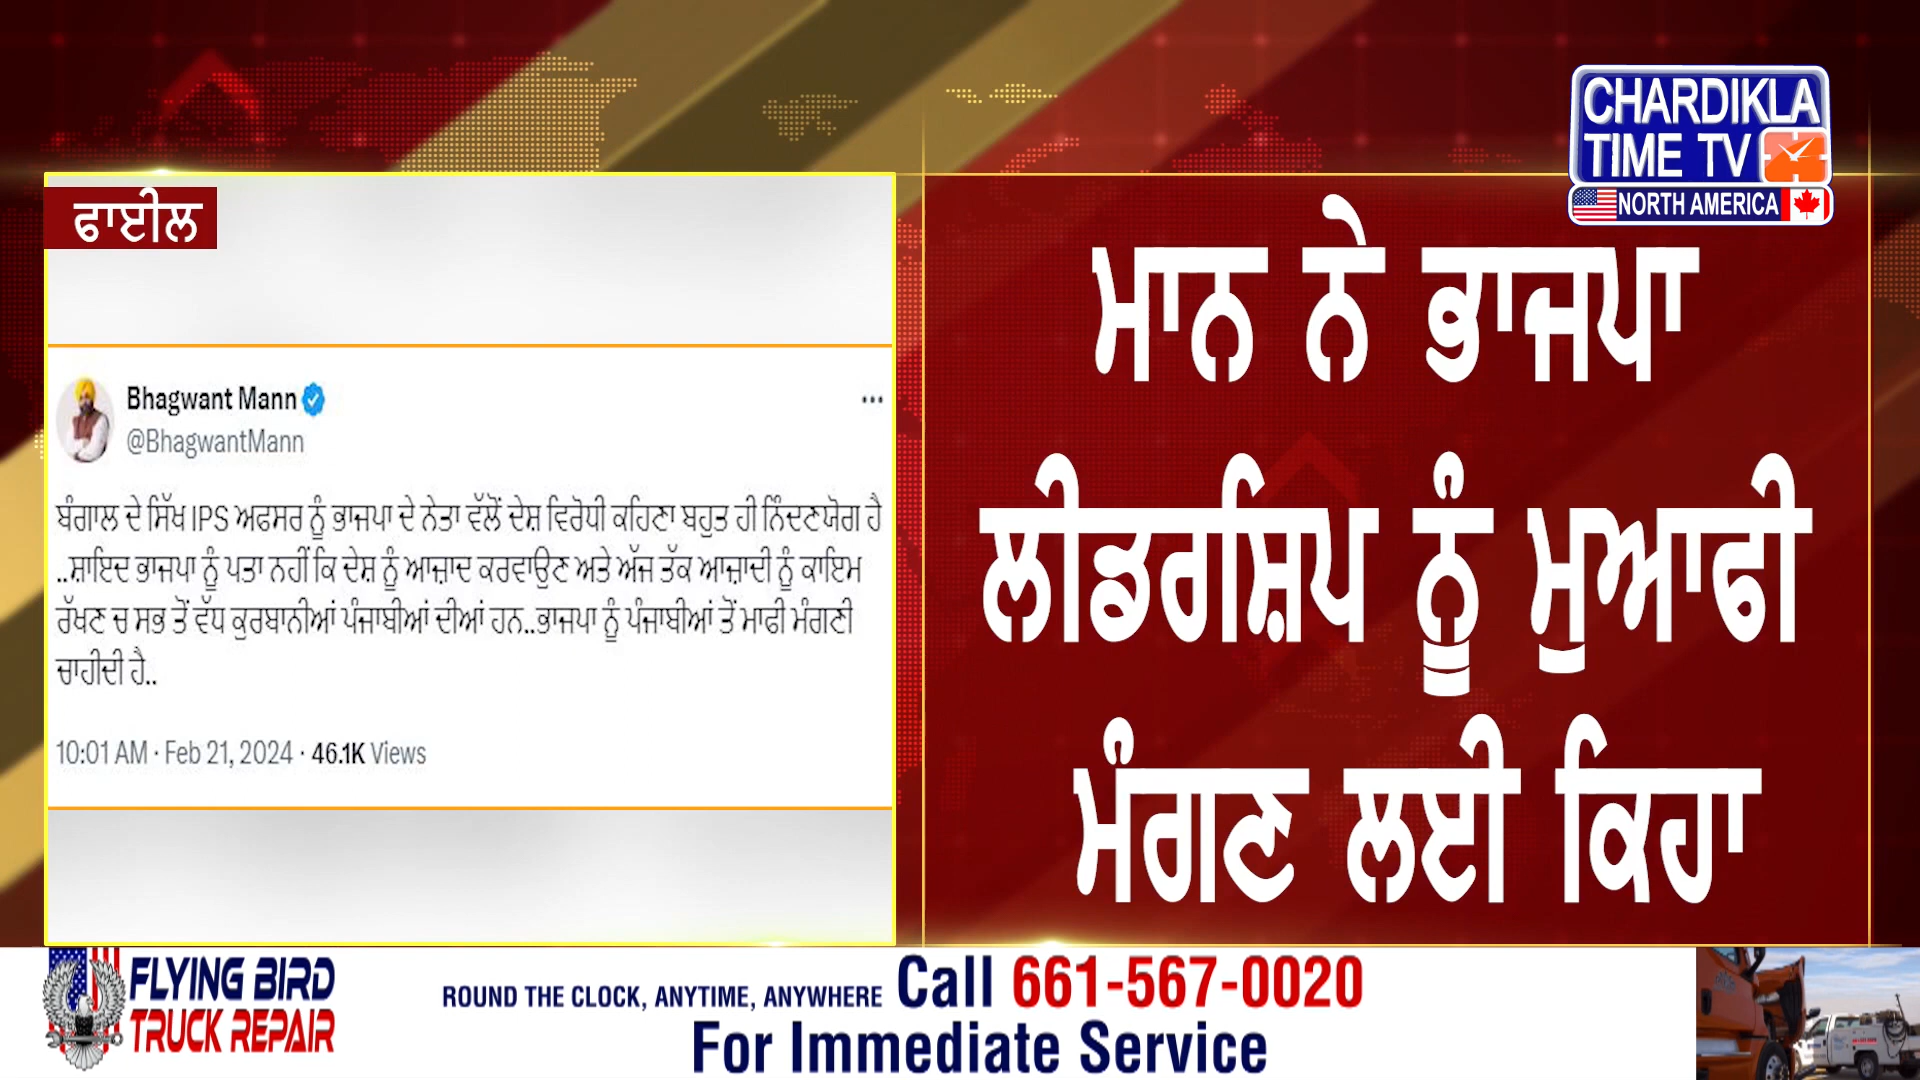 CHARDIKLA
TIME TV
NORTH AMERICA
ਫਾਈਲ
Bhagwant Mann
@BhagwantMann
ਬੰਗਾਲ ਦੇ ਸਿੱਖ IPS ਅਫਸਰ ਨੂੰ ਭਾਜਪਾ ਦੇ ਨੇਤਾ ਵੱਲੋਂ ਦੇਸ਼ ਵਿਰੋਧੀ ਕਹਿਣਾ ਬਹੁਤ ਹੀ ਨਿੰਦਣਯੋਗ ਹੈ
..ਸ਼ਾਇਦ ਭਾਜਪਾ ਨੂੰ ਪਤਾ ਨਹੀਂ ਕਿ ਦੇਸ਼ ਨੂੰ ਆਜ਼ਾਦ ਕਰਵਾਉਣ ਅਤੇ ਅੱਜ ਤੱਕ ਆਜ਼ਾਦੀ ਨੂੰ ਕਾਇਮ
ਰੱਖਣ ਚ ਸਭ ਤੋਂ ਵੱਧ ਕੁਰਬਾਨੀਆਂ ਪੰਜਾਬੀਆਂ ਦੀਆਂ ਹਨ..ਭਾਜਪਾ ਨੂੰ ਪੰਜਾਬੀਆਂ ਤੋਂ ਮਾਫੀ ਮੰਗਣੀ
ਚਾਹੀਦੀ ਹੈ..
10:01 AM · Feb 21, 2024 · 46.1K Views
ਮਾਨ ਨੇ ਭਾਜਪਾ
ਲੀਡਰਸ਼ਿਪ ਨੂੰ ਮੁਆਫੀ
ਮੰਗਣ ਲਈ ਕਿਹਾ
FLYING BIRD
TRUCK REPAIR
ROUND THE CLOCK, ANYTIME, ANYWHERE Call 661-567-0020
For Immediate Service